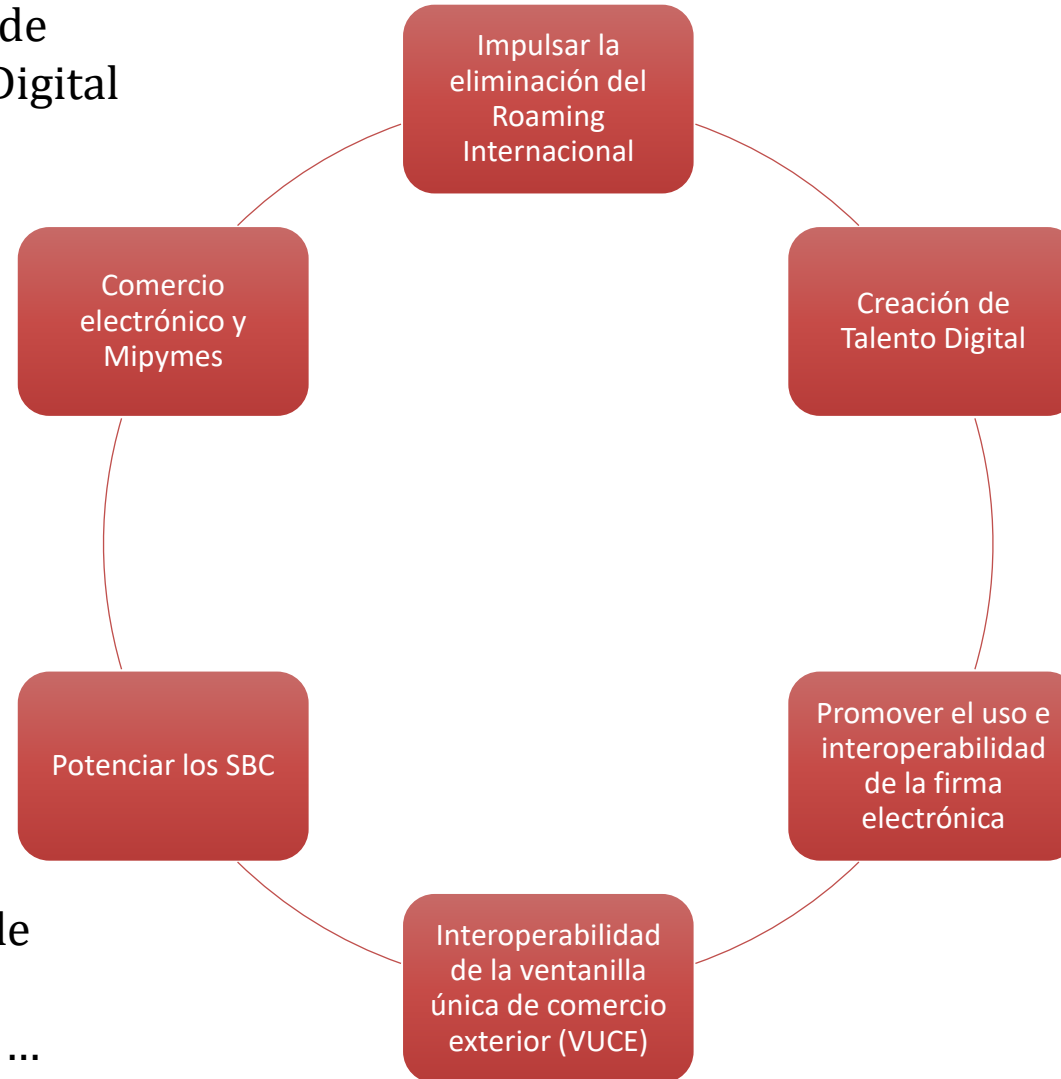 de
Digital
Impulsar la
eliminación del
Roaming
Internacional
Creación de
Talento Digital
Promover el uso e
interoperabilidad
de la firma
electrónica
Interoperabilidad
de la ventanilla
única de comercio
exterior (VUCE)
Potenciar los SBC
Comercio
electrónico y
Mipymes
de
...